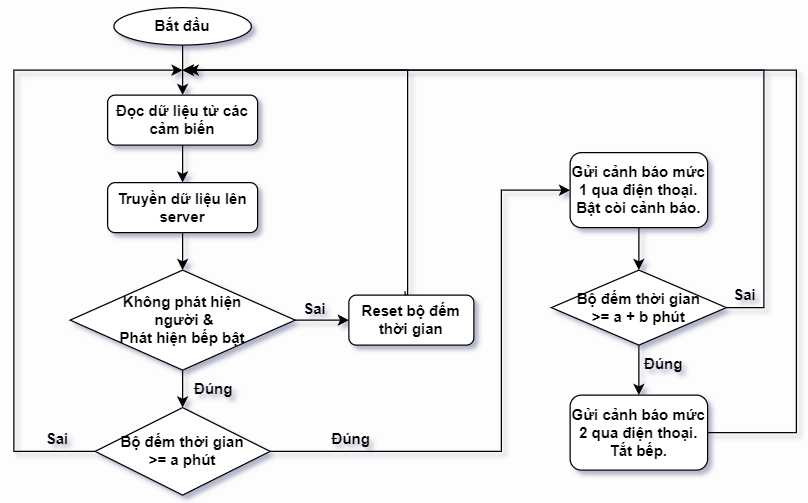 Bắt đầu
Đọc dữ liệu từ các
cảm biến
Truyền dữ liệu lên
server
Không phát hiện
người &
Phát hiện bếp bật
Sai
Reset bộ đếm
thời gian
Đúng
Bộ đếm thời gian
>= a phút
Sai
Đúng
Gửi cảnh báo mức
1 qua điện thoại.
Bật còi cảnh báo.
Bộ đếm thời gian
>= a + b phút
Sai
Đúng
Gửi cảnh báo mức
2 qua điện thoại.
Tắt bếp.